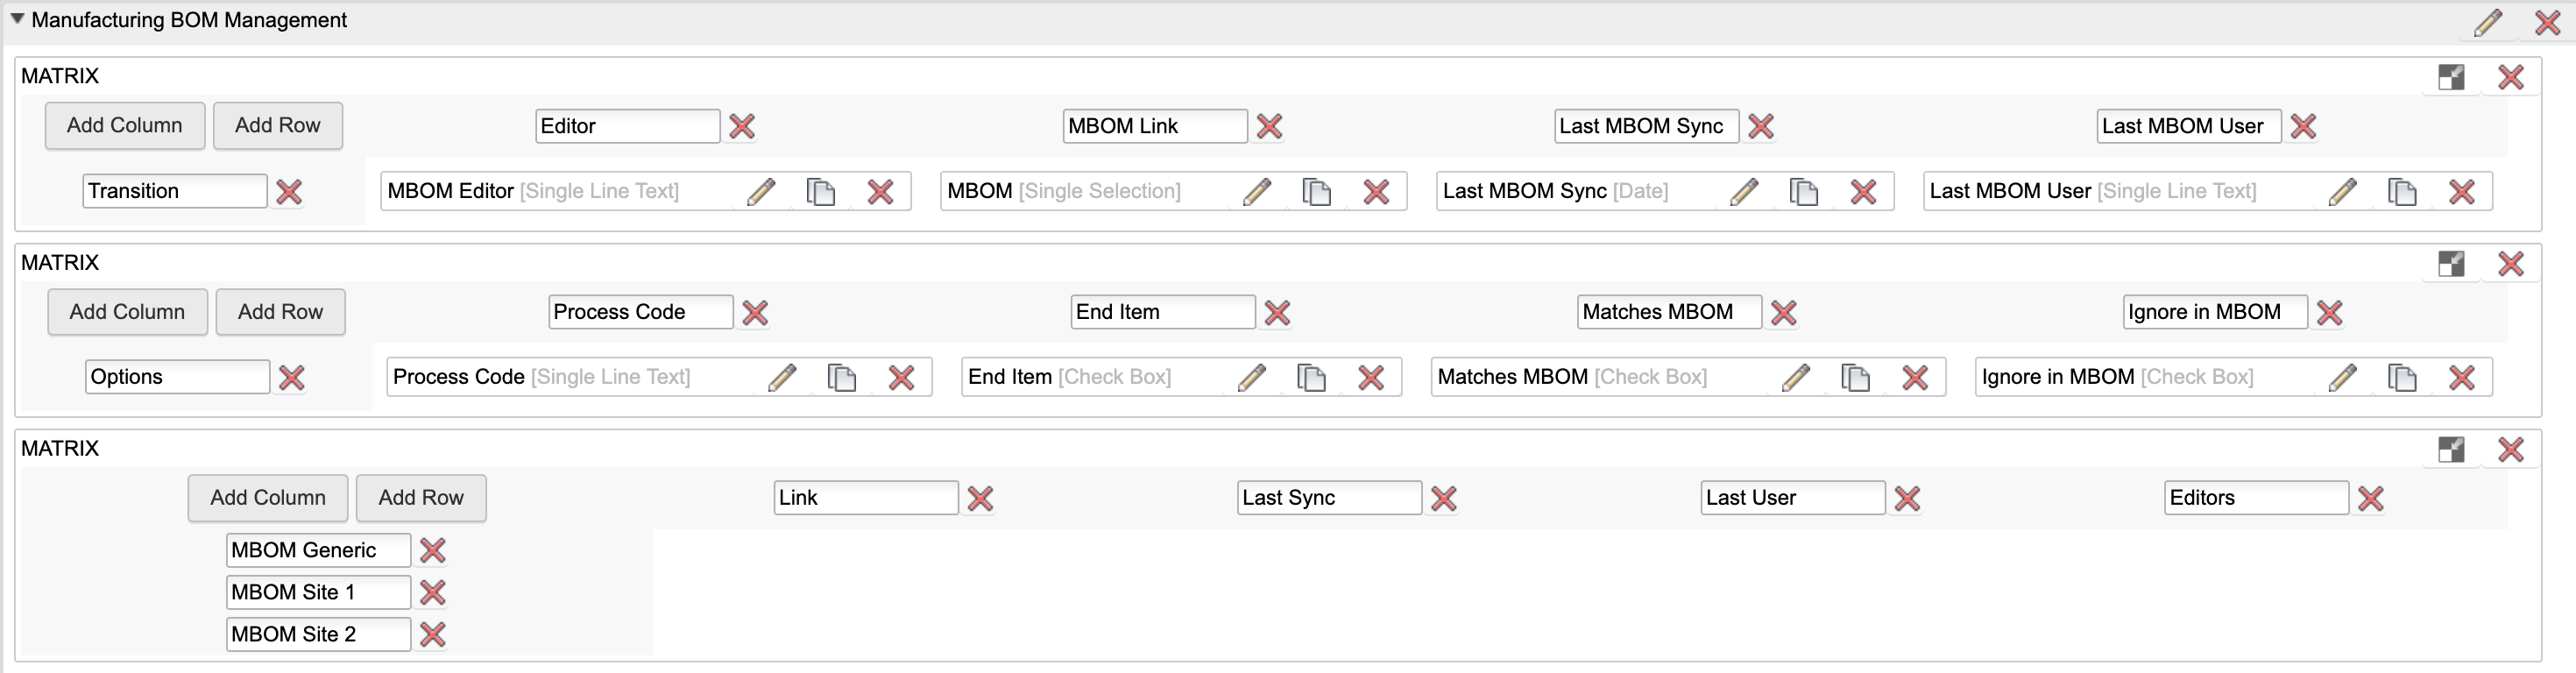 Manufacturing BOM Management
MATRIX
Add Column Add Row Editor MBOM Link Last MBOM Sync Last MBOM User
Transition MBOM Editor [Single Line Text] MBOM [Single Selection] Last MBOM Sync [Date] Last MBOM User [Single Line Text]
MATRIX
Add Column Add Row Process Code End Item Matches MBOM Ignore in MBOM
Options Process Code [Single Line Text] End Item [Check Box] Matches MBOM [Check Box] Ignore in MBOM [Check Box]
MATRIX
Add Column Add Row Link Last Sync Last User Editors
MBOM Generic
MBOM Site 1
MBOM Site 2